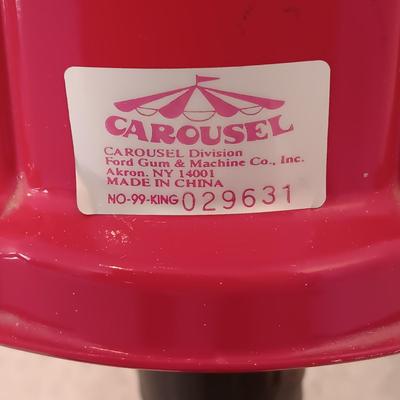 CAROUSEL
CAROUSEL Division
Ford Gum & Machine Co., Inc.
Akron. NY 14001
MADE IN CHINA
NO-99-KING 029631